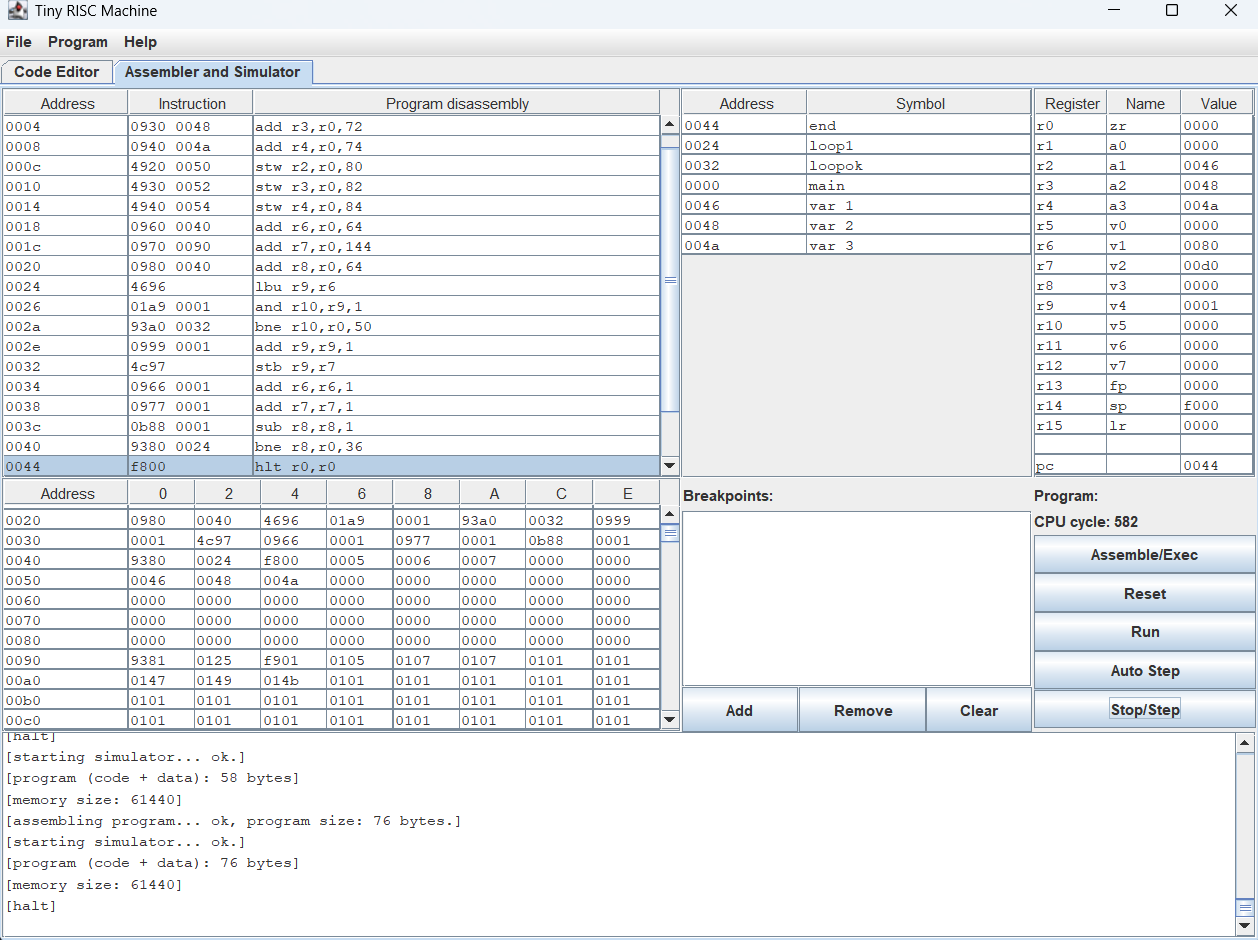 Tiny RISC Machine
File Program Help
Code Editor Assembler and Simulator
Address Instruction Program disassembly
0004 0930 0048 add r3,r0,72
0008 0940 004a add r4,r0,74
000c 4920 0050 stw r2,r0,80
0010 4930 0052 stw r3,r0,82
0014 4940 0054 stw r4,r0,84
0018 0960 0040 add r6,r0,64
001c 0970 0090 add r7,r0,144
0020 0980 0040 add r8,r0,64
0024 4696 lbu r9,r6
0026 01a9 0001 and r10,r9,1
002a 93a0 0032 bne r10,r0,50
002e 0999 0001 add r9,r9,1
0032 4c97 stb r9,r7
0034 0966 0001 add r6,r6,1
0038 0977 0001 add r7,r7,1
003c 0b88 0001 sub r8,r8,1
0040 9380 0024 bne r8,r0,36
0044 f800 hlt r0,r0
Address Symbol
0044 end
0024 loop1
0032 loopok
0000 main
0046 var 1
0048 var 2
004a var 3
Register Name Value
r0 zr 0000
r1 a0 0000
r2 a1 0046
r3 a2 0048
r4 a3 004a
r5 v0 0000
r6 v1 0080
r7 v2 00d0
r8 v3 0000
r9 v4 0001
r10 v5 0000
r11 v6 0000
r12 v7 0000
r13 fp 0000
r14 sp f000
r15 lr 0000
pc 0044
Address 0 2 4 6 8 A C E
0020 0980 0040 4696 01a9 0001 93a0 0032 0999
0030 0001 4c97 0966 0001 0977 0001 0b88 0001
0040 9380 0024 f800 0005 0006 0007 0000 0000
0050 0046 0048 004a 0000 0000 0000 0000 0000
0060 0000 0000 0000 0000 0000 0000 0000 0000
0070 0000 0000 0000 0000 0000 0000 0000 0000
0080 0000 0000 0000 0000 0000 0000 0000 0000
0090 9381 0125 f901 0105 0107 0107 0101 0101
00a0 0147 0149 014b 0101 0101 0101 0101 0101
00b0 0101 0101 0101 0101 0101 0101 0101 0101
00c0 0101 0101 0101 0101 0101 0101 0101 0101
Breakpoints:
Add Remove Clear
Program:
CPU cycle: 582
Assemble/Exec
Reset
Run
Auto Step
Stop/Step
[halt]
[starting simulator... ok.]
[program (code + data): 58 bytes]
[memory size: 61440]
[assembling program... ok, program size: 76 bytes.]
[starting simulator... ok.]
[program (code + data): 76 bytes]
[memory size: 61440]
[halt]